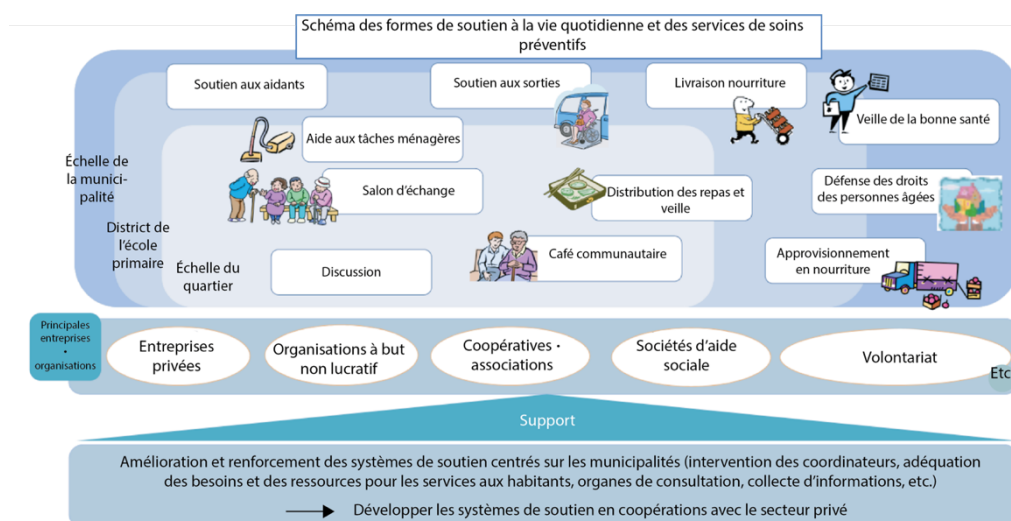 Schéma des formes de soutien à la vie quotidienne et des services de soins
préventifs
Soutien aux aidants
Soutien aux sorties
Livraison nourriture
Veille de la bonne santé
Aide aux tâches ménagères
Échelle de
la munici-
palité
Salon d'échange
Distribution des repas et
veille
Défense des droits
des personnes âgées
District de
l'école
primaire
Échelle du
quartier
Discussion
Café communautaire
Approvisionnement
en nourriture
Principales
entreprises
•
organisations
Entreprises
privées
Organisations à but
non lucratif
Coopératives •
associations
Sociétés d'aide
sociale
Volontariat
Etc
Support
Amélioration et renforcement des systèmes de soutien centrés sur les municipalités (intervention des coordinateurs, adéquation
des besoins et des ressources pour les services aux habitants, organes de consultation, collecte d'informations, etc.)
Développer les systèmes de soutien en coopérations avec le secteur privé